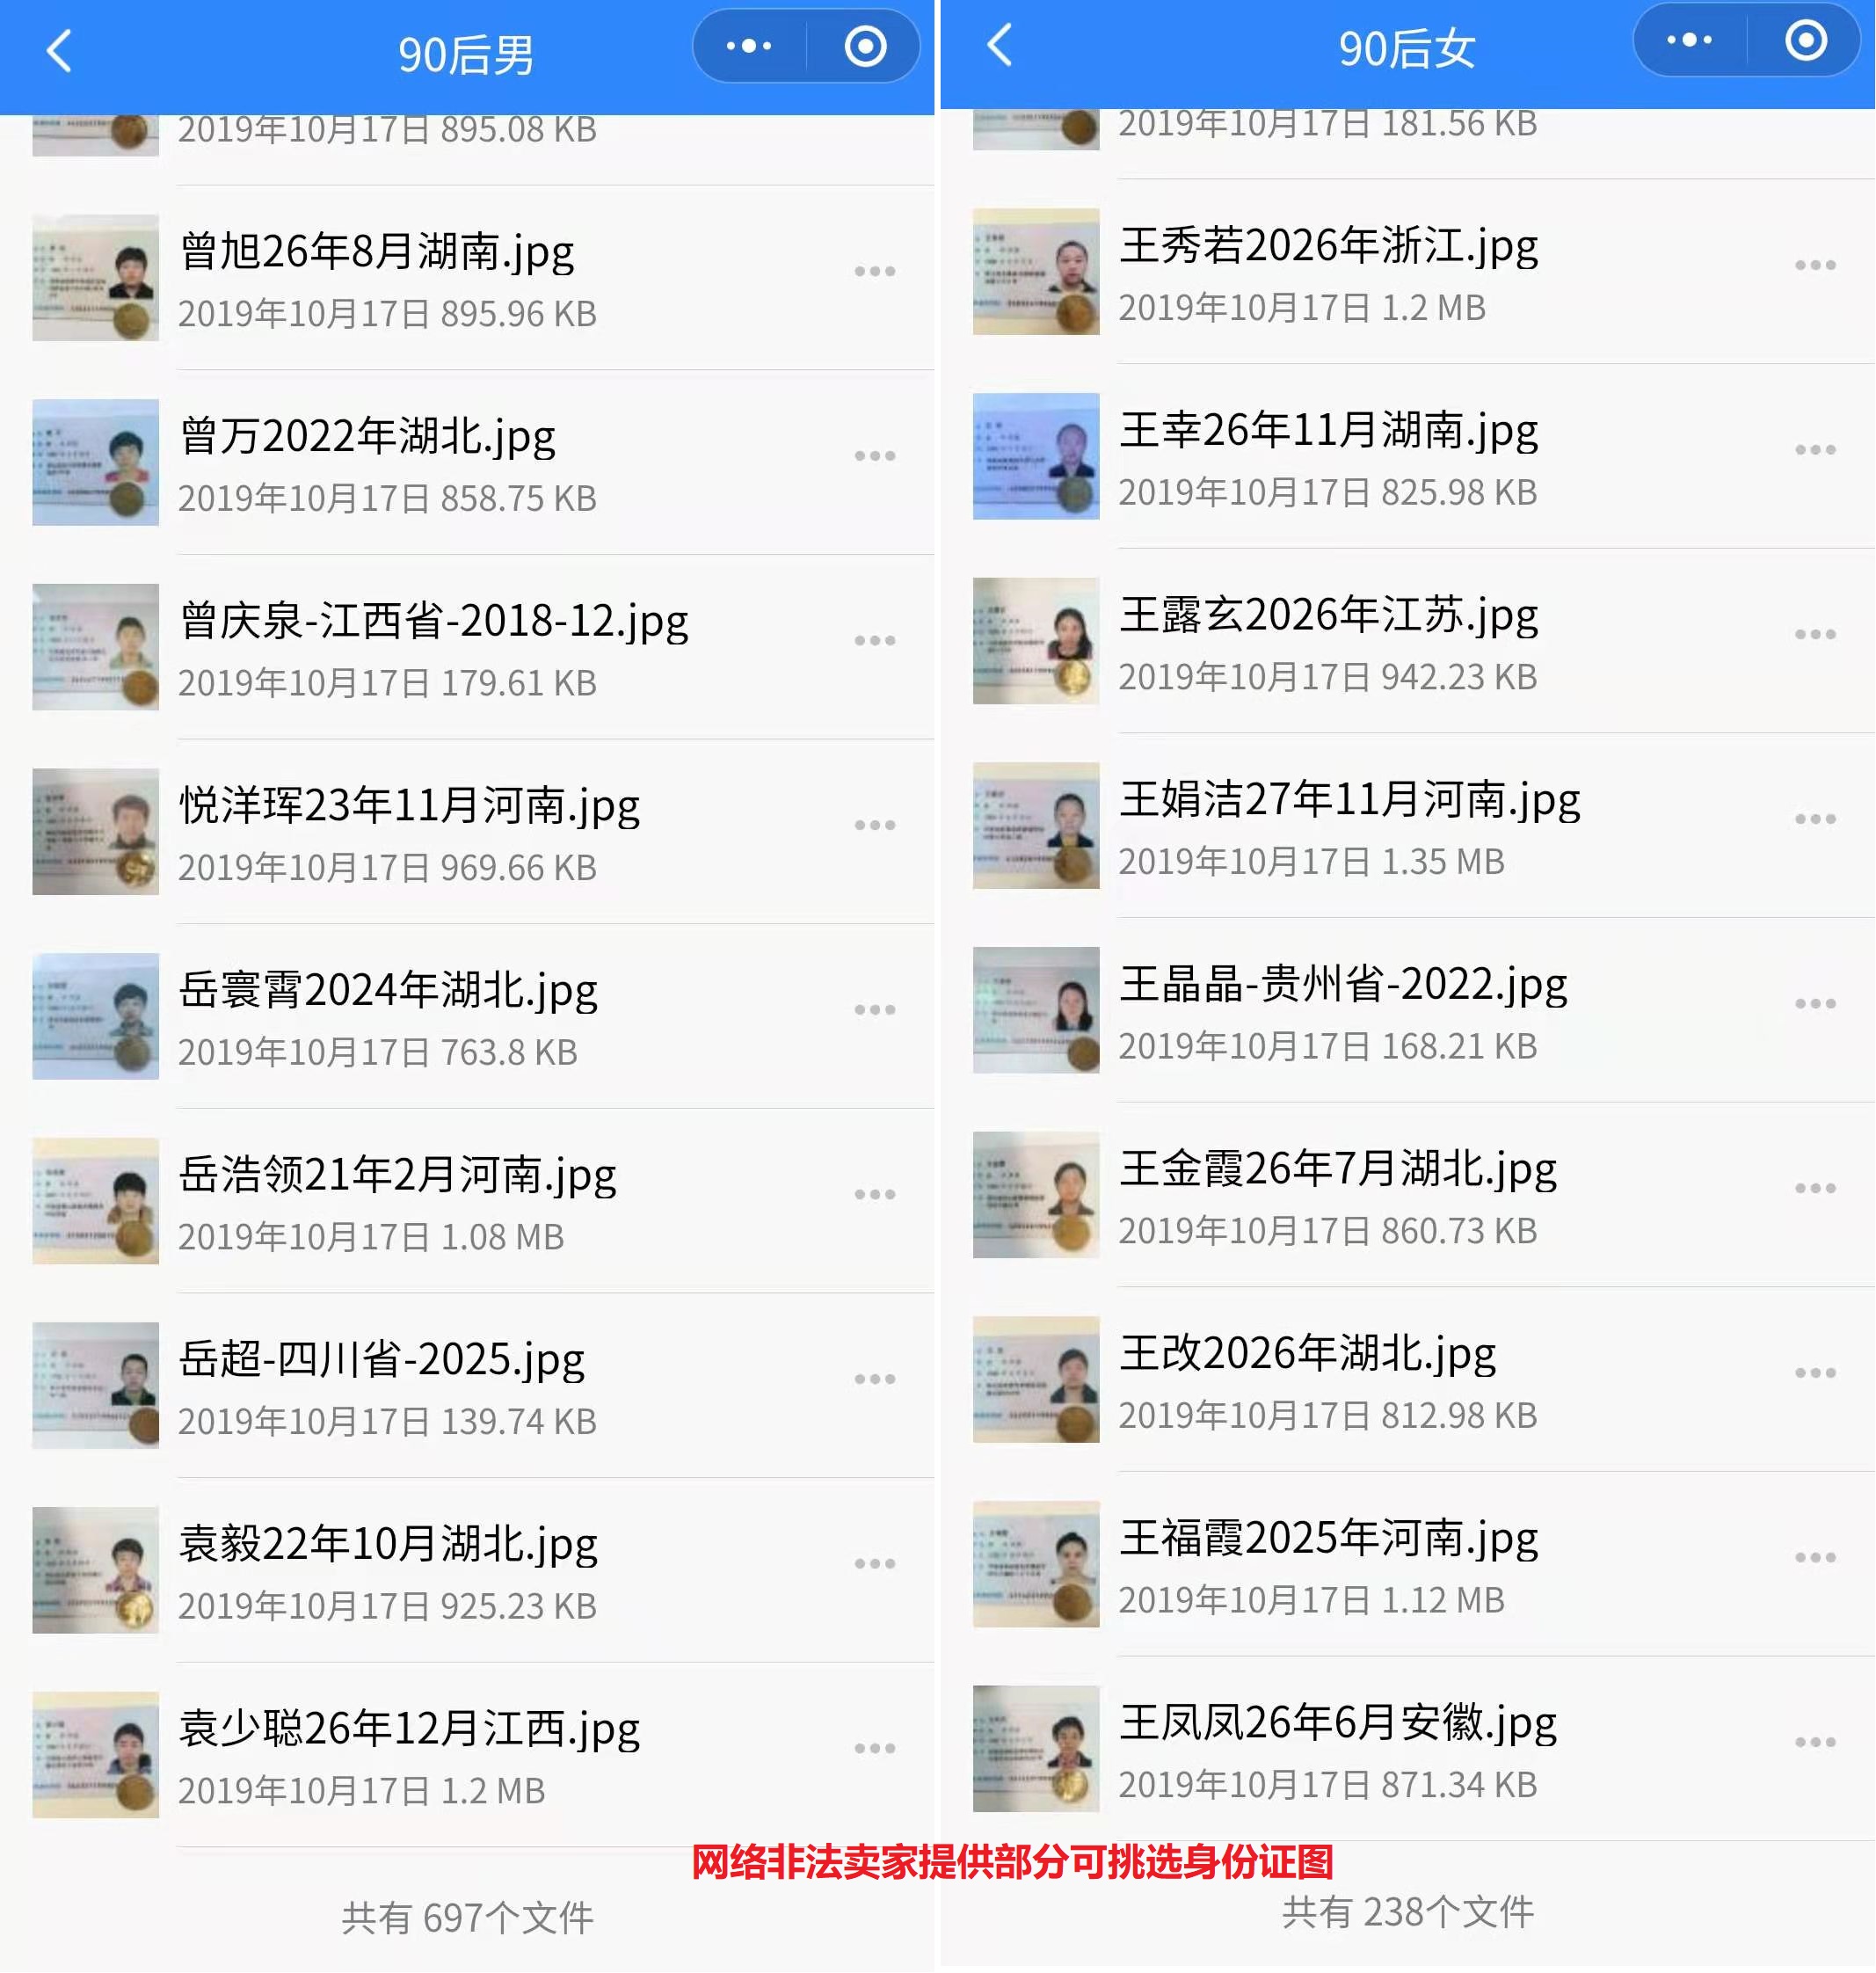 90后男
2019年10月17日 895.08 KB
曾旭26年8月湖南.jpg
2019年10月17日 895.96 KB
曾万2022年湖北.jpg
2019年10月17日 858.75 KB
曾庆泉-江西省-2018-12.jpg
2019年10月17日 179.61 KB
悦洋珲23年11月河南.jpg
2019年10月17日 969.66 KB
岳寰霄2024年湖北.jpg
2019年10月17日 763.8 KB
岳浩领21年2月河南.jpg
2019年10月17日 1.08 MB
岳超-四川省-2025.jpg
2019年10月17日 139.74 KB
袁毅22年10月湖北.jpg
2019年10月17日 925.23 KB
袁少聪26年12月江西.jpg
2019年10月17日 1.2 MB
共有 697个文件
90后女
2019年10月17日 181.56 KB
王秀若2026年浙江.jpg
2019年10月17日 1.2 MB
王幸26年11月湖南.jpg
2019年10月17日 825.98 KB
王露玄2026年江苏.jpg
2019年10月17日 942.23 KB
王娟洁27年11月河南.jpg
2019年10月17日 1.35 MB
王晶晶-贵州省-2022.jpg
2019年10月17日 168.21 KB
王金霞26年7月湖北.jpg
2019年10月17日 860.73 KB
王改2026年湖北.jpg
2019年10月17日 812.98 KB
王福霞2025年河南.jpg
2019年10月17日 1.12 MB
王凤凤26年6月安徽.jpg
2019年10月17日 871.34 KB
网络非法卖家提供部分可挑选身份证图
共有 238个文件